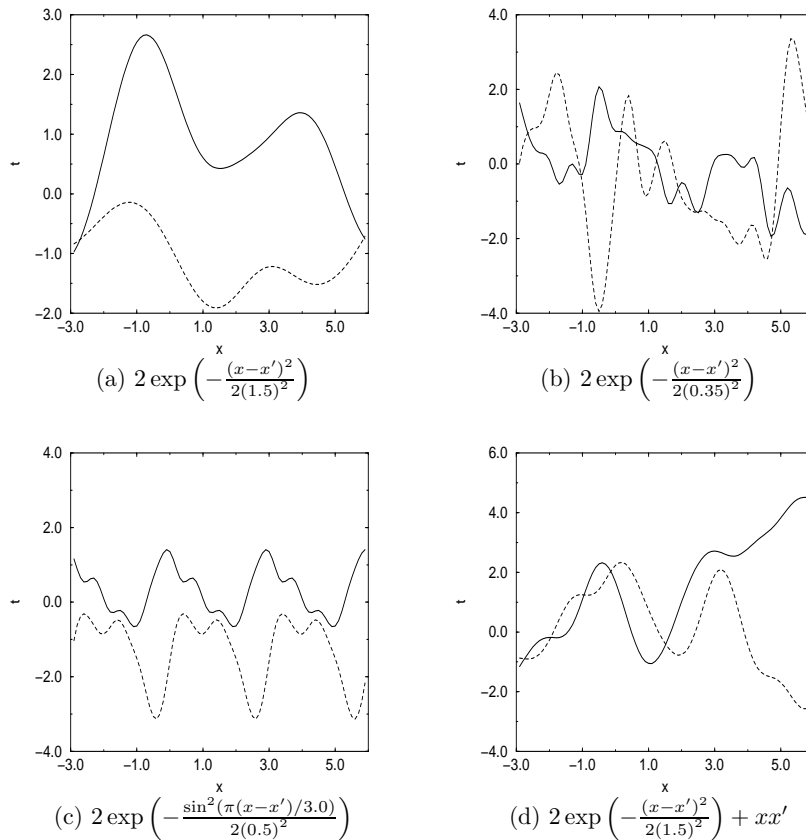 3.0
2.0
1.0
0.0
−1.0
−2.0
t
−3.0 −1.0 1.0 3.0 5.0
x
(a) 2 exp (−(x−x′)²/2(1.5)²)
4.0
2.0
0.0
−2.0
−4.0
t
−3.0 −1.0 1.0 3.0 5.0
x
(b) 2 exp (−(x−x′)²/2(0.35)²)
4.0
2.0
0.0
−2.0
−4.0
t
−3.0 −1.0 1.0 3.0 5.0
x
(c) 2 exp (−sin²(π(x−x′)/3.0)/2(0.5)²)
6.0
4.0
2.0
0.0
−2.0
−4.0
t
−3.0 −1.0 1.0 3.0 5.0
x
(d) 2 exp (−(x−x′)²/2(1.5)²) + xx′